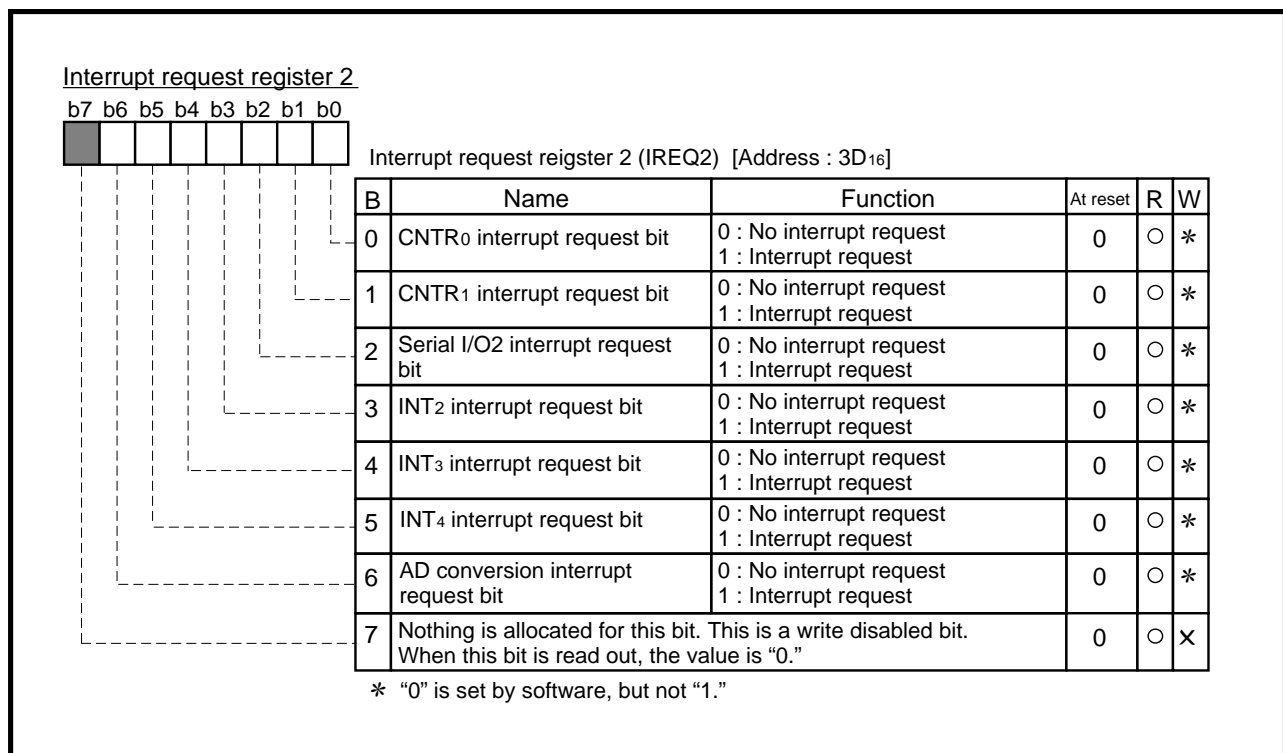 Interrupt request register 2
b7 b6 b5 b4 b3 b2 b1 b0
Interrupt request reigster 2 (IREQ2) [Address : 3D16]
B Name Function At reset R W
0 CNTR0 interrupt request bit 0 : No interrupt request 0 ○ *
1 : Interrupt request
1 CNTR1 interrupt request bit 0 : No interrupt request 0 ○ *
1 : Interrupt request
2 Serial I/O2 interrupt request 0 : No interrupt request 0 ○ *
bit 1 : Interrupt request
3 INT2 interrupt request bit 0 : No interrupt request 0 ○ *
1 : Interrupt request
4 INT3 interrupt request bit 0 : No interrupt request 0 ○ *
1 : Interrupt request
5 INT4 interrupt request bit 0 : No interrupt request 0 ○ *
1 : Interrupt request
6 AD conversion interrupt 0 : No interrupt request 0 ○ *
request bit 1 : Interrupt request
7 Nothing is allocated for this bit. This is a write disabled bit. 0 ○ ×
When this bit is read out, the value is “0.”
* “0” is set by software, but not “1.”